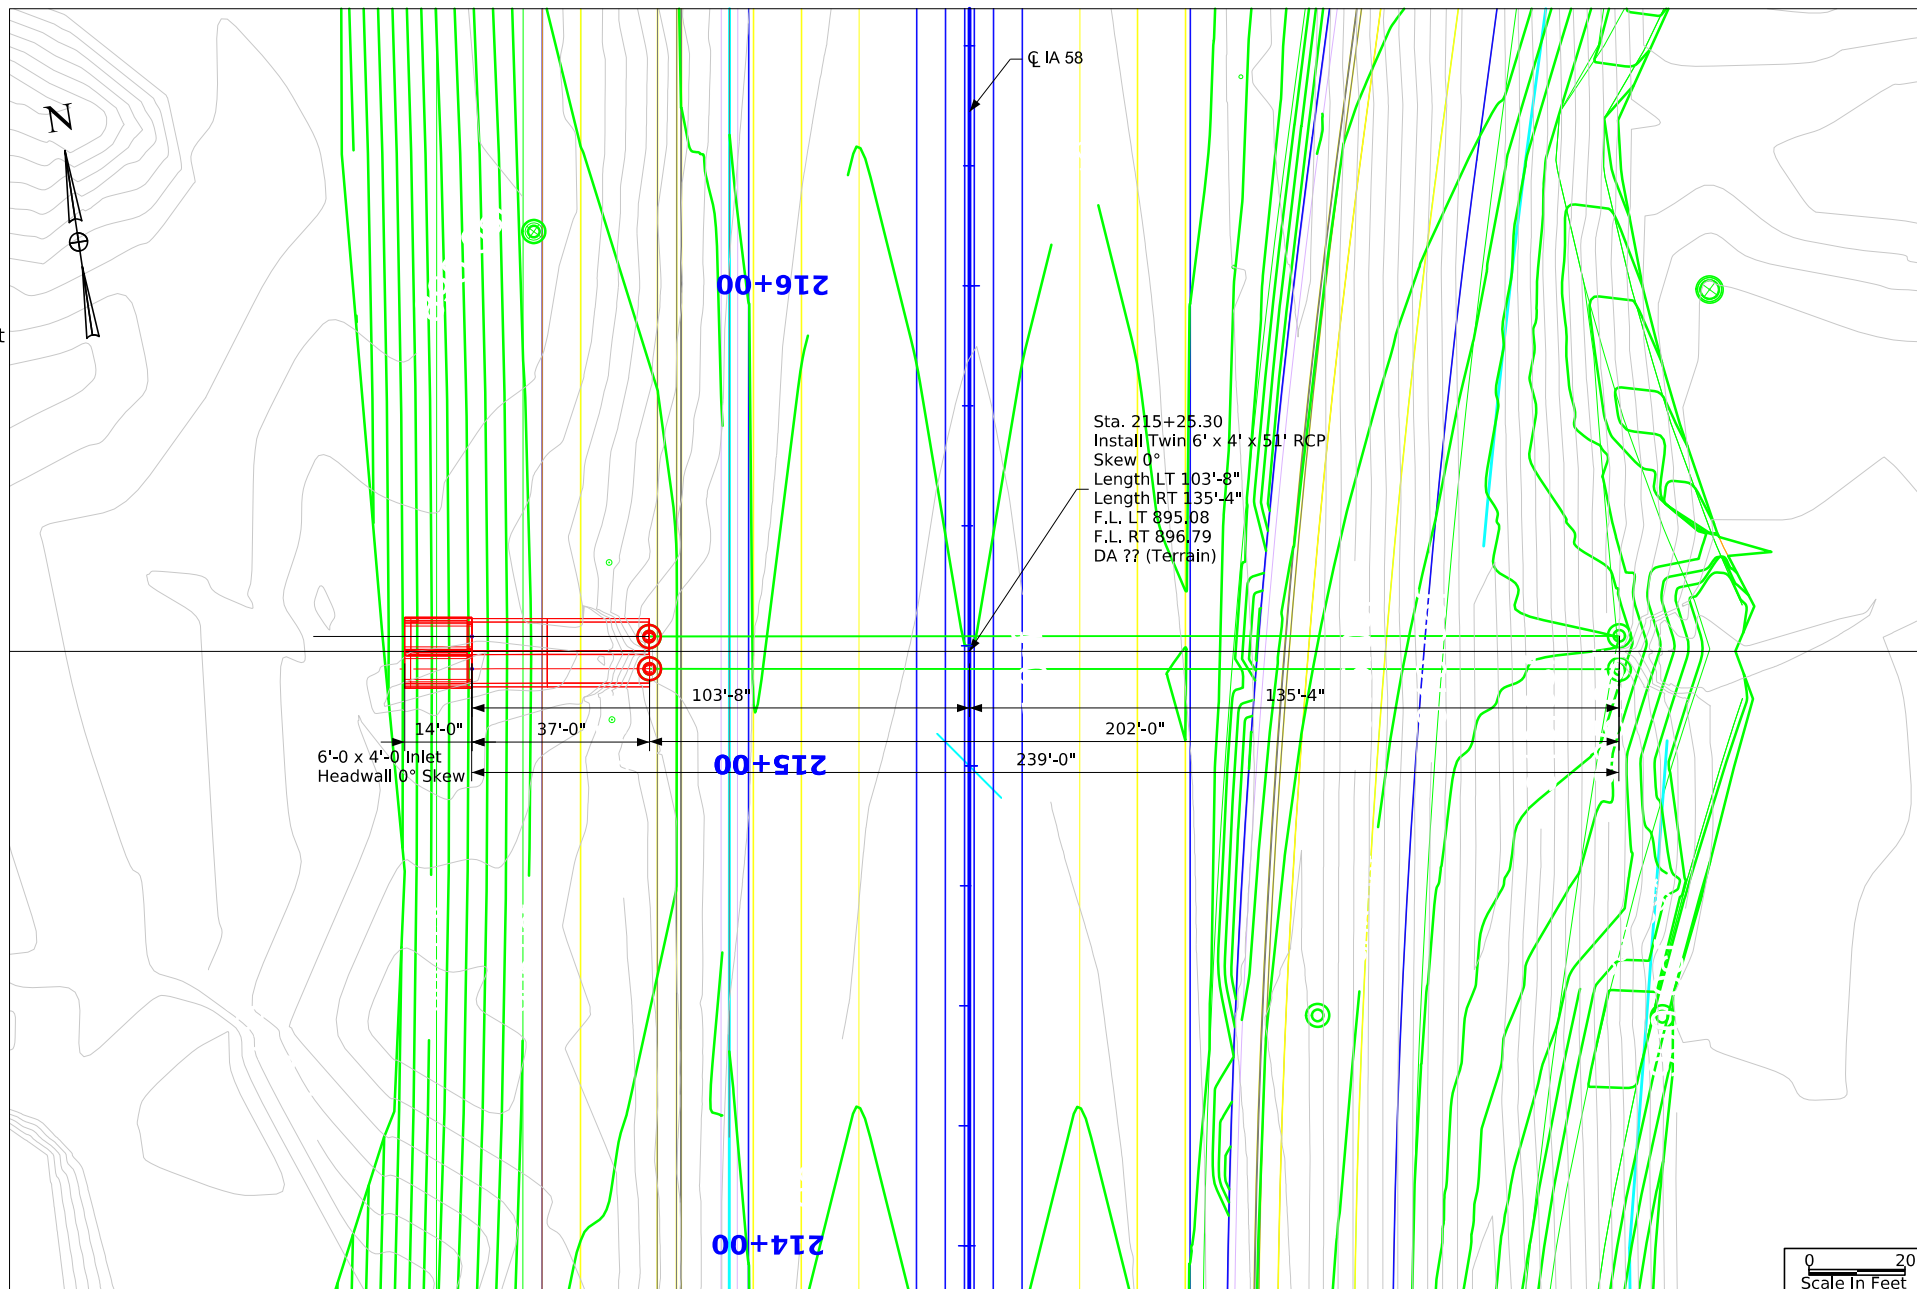 N
℄ IA 58
t
216+00
Sta. 215+25.30
Install Twin 6' x 4' x 51' RCP
Skew 0°
Length LT 103'-8"
Length RT 135'-4"
F.L. LT 895.08
F.L. RT 896.79
DA ?? (Terrain)
103'-8"
135'-4"
14'-0"
37'-0"
202'-0"
6'-0 x 4'-0 Inlet
Headwall 0° Skew
215+00
239'-0"
214+00
0 20
Scale In Feet